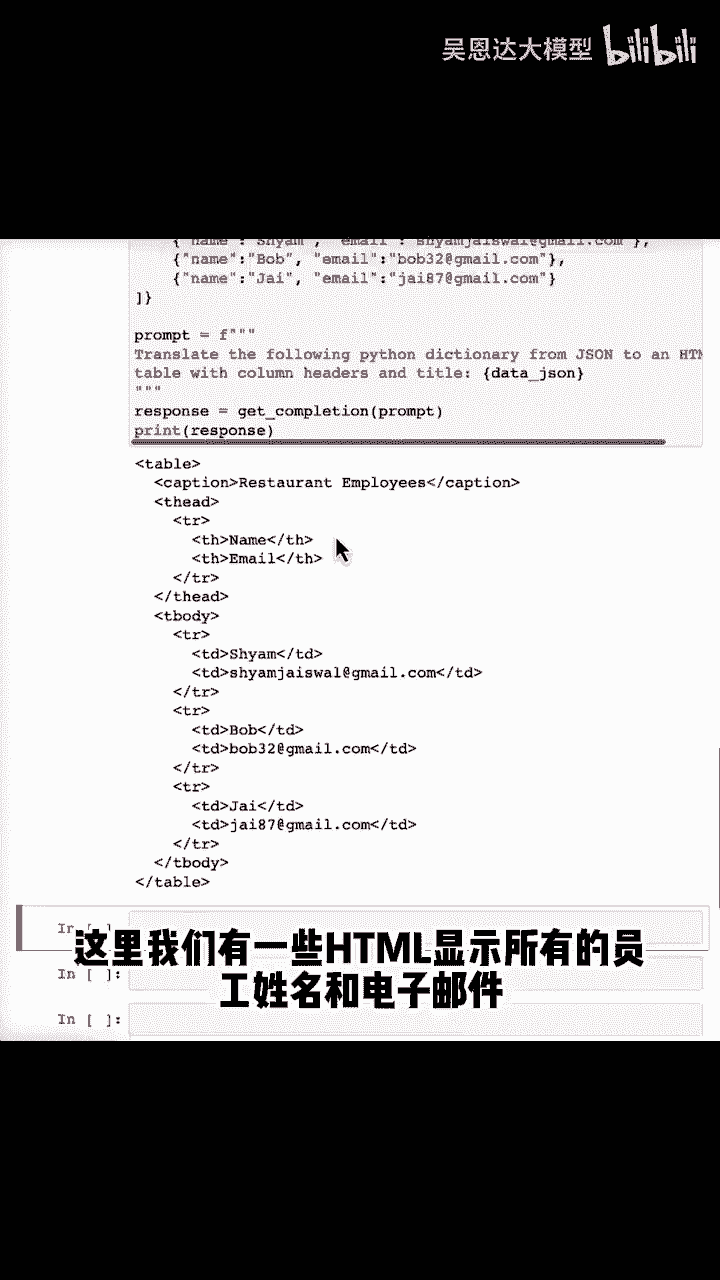 吴恩达大模型 bilibili
{"name":"Shyam", "email":"shyamjaiswal@gmail.com"},
{"name":"Bob", "email":"bob32@gmail.com"},
{"name":"Jai", "email":"jai87@gmail.com"}
]}
prompt = f"""
Translate the following python dictionary from JSON to an HTM
table with column headers and title: {data_json}
"""
response = get_completion(prompt)
print(response)
<table>
<caption>Restaurant Employees</caption>
<thead>
<tr>
<th>Name</th>
<th>Email</th>
</tr>
</thead>
<tbody>
<tr>
<td>Shyam</td>
<td>shyamjaiswal@gmail.com</td>
</tr>
<tr>
<td>Bob</td>
<td>bob32@gmail.com</td>
</tr>
<tr>
<td>Jai</td>
<td>jai87@gmail.com</td>
</tr>
</tbody>
</table>
In [ ]:
这里我们有一些HTML显示所有的员
In [ ]:
工姓名和电子邮件
In [ ]: